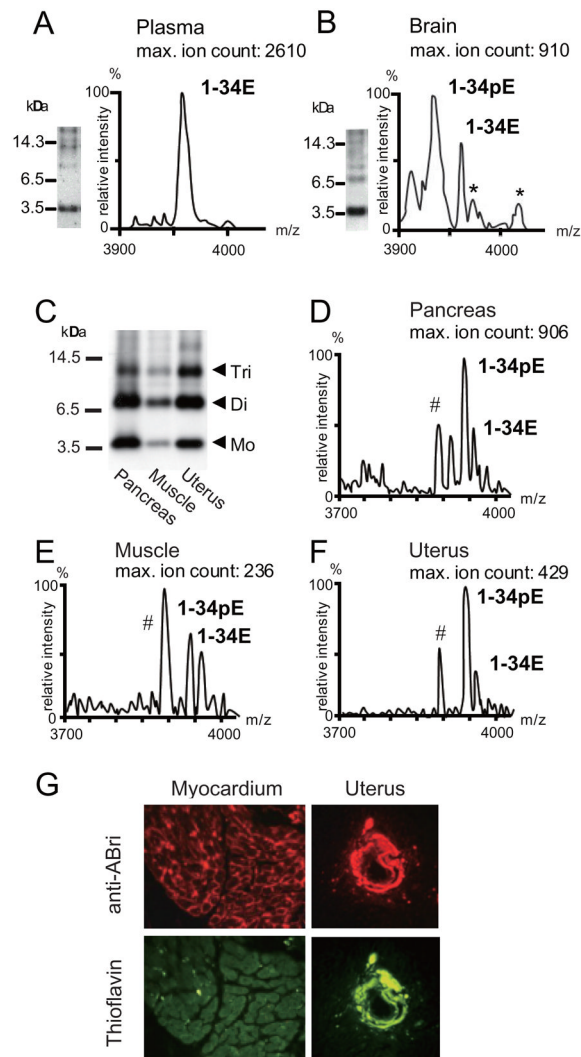 A
Plasma
max. ion count: 2610
%
100
1-34E
relative intensity
kDa
14.3
6.5
3.5
0
3900
4000
m/z
B
Brain
max. ion count: 910
%
100
1-34pE
1-34E
*
*
relative intensity
kDa
14.3
6.5
3.5
0
3900
4000
m/z
C
kDa
14.5
6.5
3.5
Tri
Di
Mo
Pancreas
Muscle
Uterus
D
Pancreas
max. ion count: 906
%
100
1-34pE
#
1-34E
relative intensity
0
3700
4000
m/z
E
Muscle
max. ion count: 236
%
100
1-34pE
#
1-34E
relative intensity
0
3700
4000
m/z
F
Uterus
max. ion count: 429
%
100
1-34pE
#
1-34E
relative intensity
0
3700
4000
m/z
G
Myocardium
Uterus
anti-ABri
Thioflavin